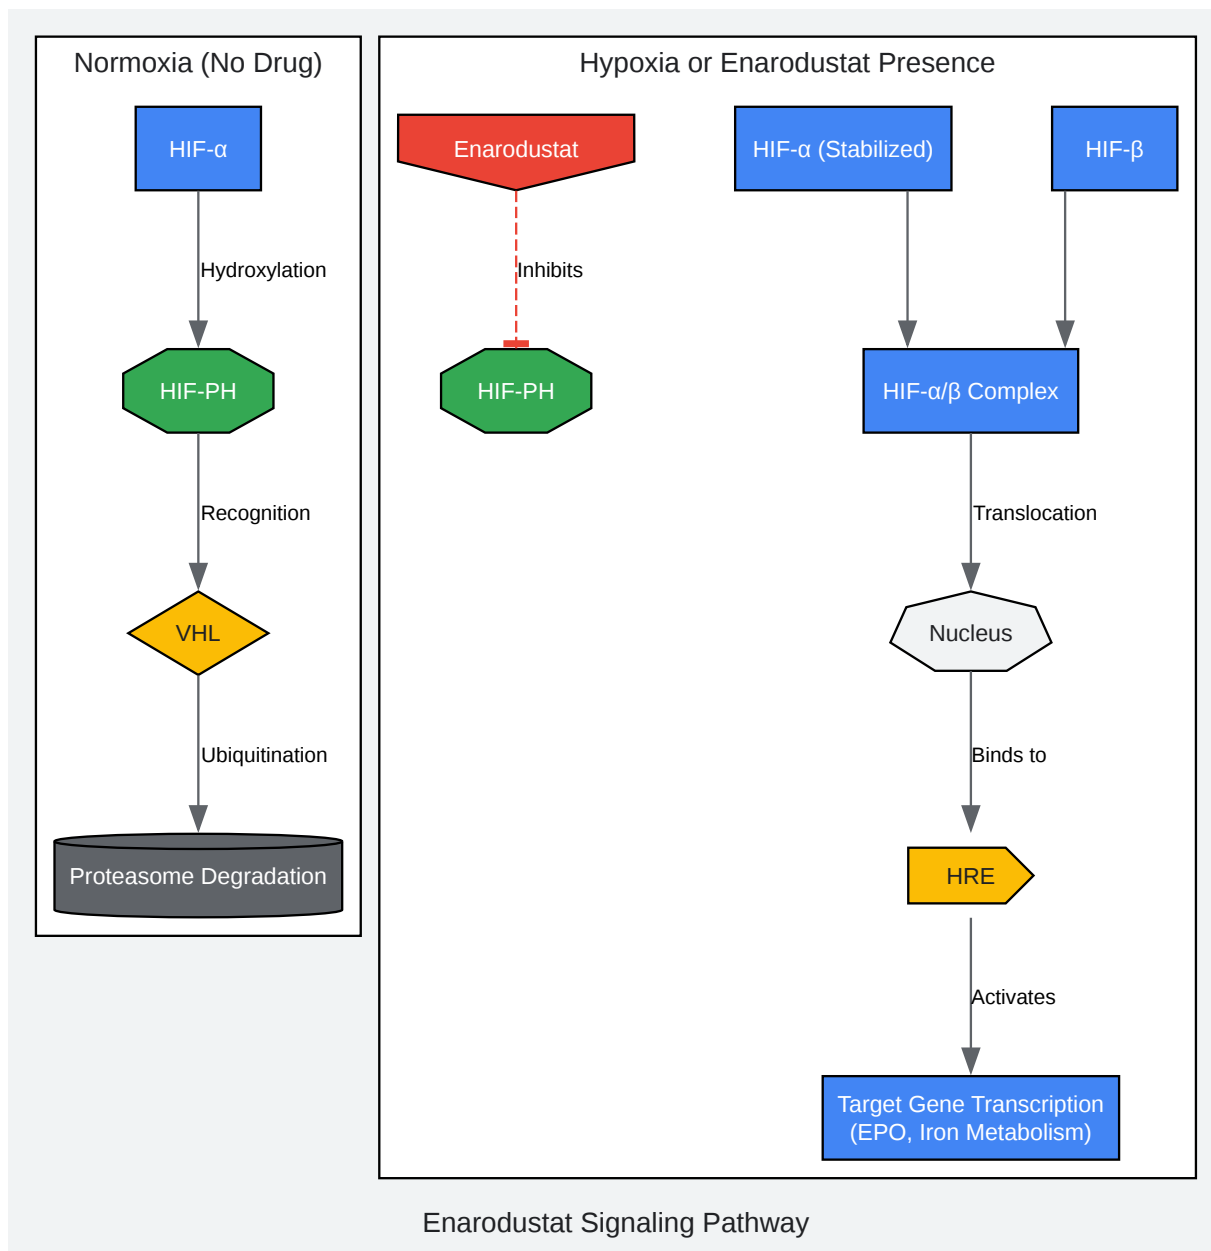 Normoxia (No Drug)
HIF-α
Hydroxylation
HIF-PH
Recognition
VHL
Ubiquitination
Proteasome Degradation
Hypoxia or Enarodustat Presence
Enarodustat
Inhibits
HIF-PH
HIF-α (Stabilized)
HIF-β
HIF-α/β Complex
Translocation
Nucleus
Binds to
HRE
Activates
Target Gene Transcription
(EPO, Iron Metabolism)
Enarodustat Signaling Pathway